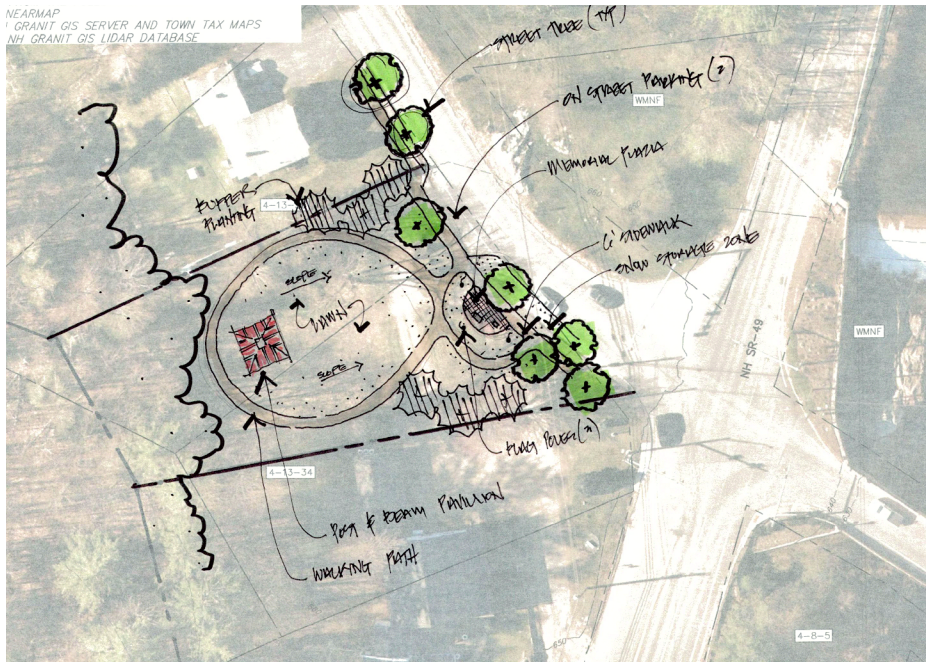 NEARMAP
GRANIT GIS SERVER AND TOWN TAX MAPS
NH GRANIT GIS LIDAR DATABASE
STREET TREE (TYP)
ON STREET PARKING (2)
WMNF
MEMORIAL PLAZA
BUFFER
PLANTING
4-13-3
6' SIDEWALK
SNOW STORAGE ZONE
SLOPE
LAWN
SLOPE
WMNF
NH SR-49
FLAG POLES
4-13-34
POST & BEAM PAVILION
WALKING PATH
650
4-8-5